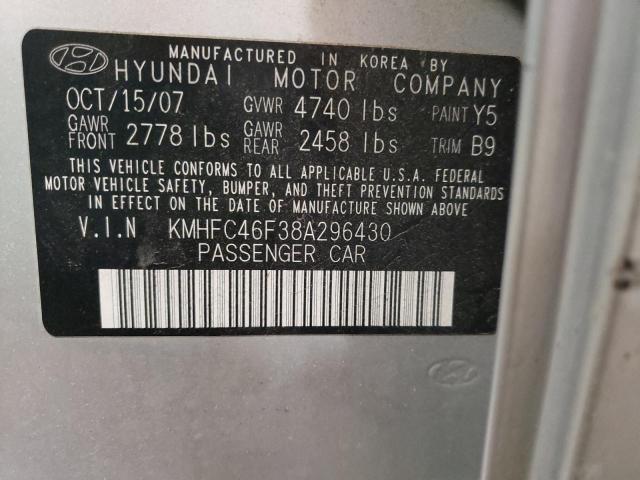 MANUFACTURED IN KOREA BY
HYUNDAI MOTOR COMPANY
OCT/15/07 GVWR 4740 lbs PAINT Y5
GAWR FRONT 2778 lbs GAWR REAR 2458 lbs TRIM B9
THIS VEHICLE CONFORMS TO ALL APPLICABLE U.S.A. FEDERAL
MOTOR VEHICLE SAFETY, BUMPER, AND THEFT PREVENTION STANDARDS
IN EFFECT ON THE DATE OF MANUFACTURE SHOWN ABOVE
V.I.N KMHFC46F38A296430
PASSENGER CAR